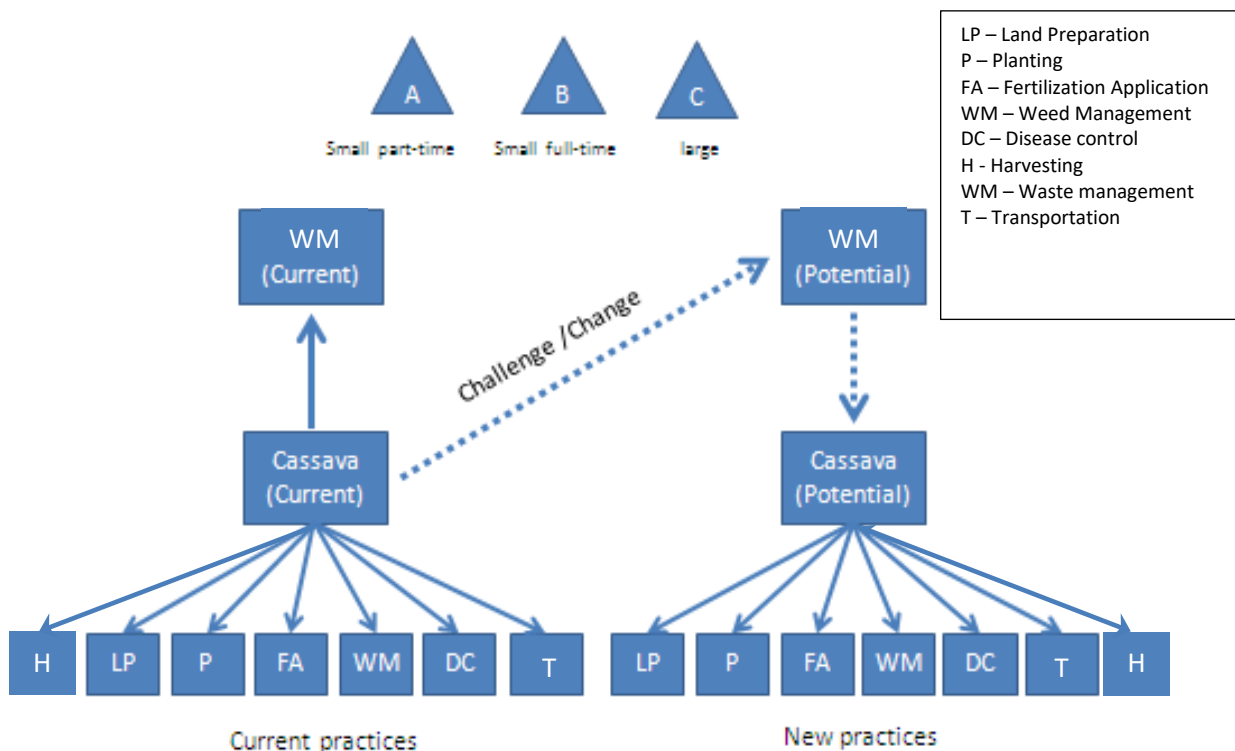 A
B
C
Small part-time
Small full-time
large
LP – Land Preparation
P – Planting
FA – Fertilization Application
WM – Weed Management
DC – Disease control
H - Harvesting
WM – Waste management
T – Transportation
WM
(Current)
WM
(Potential)
Challenge /Change
Cassava
(Current)
Cassava
(Potential)
H
LP
P
FA
WM
DC
T
LP
P
FA
WM
DC
T
H
Current practices
New practices